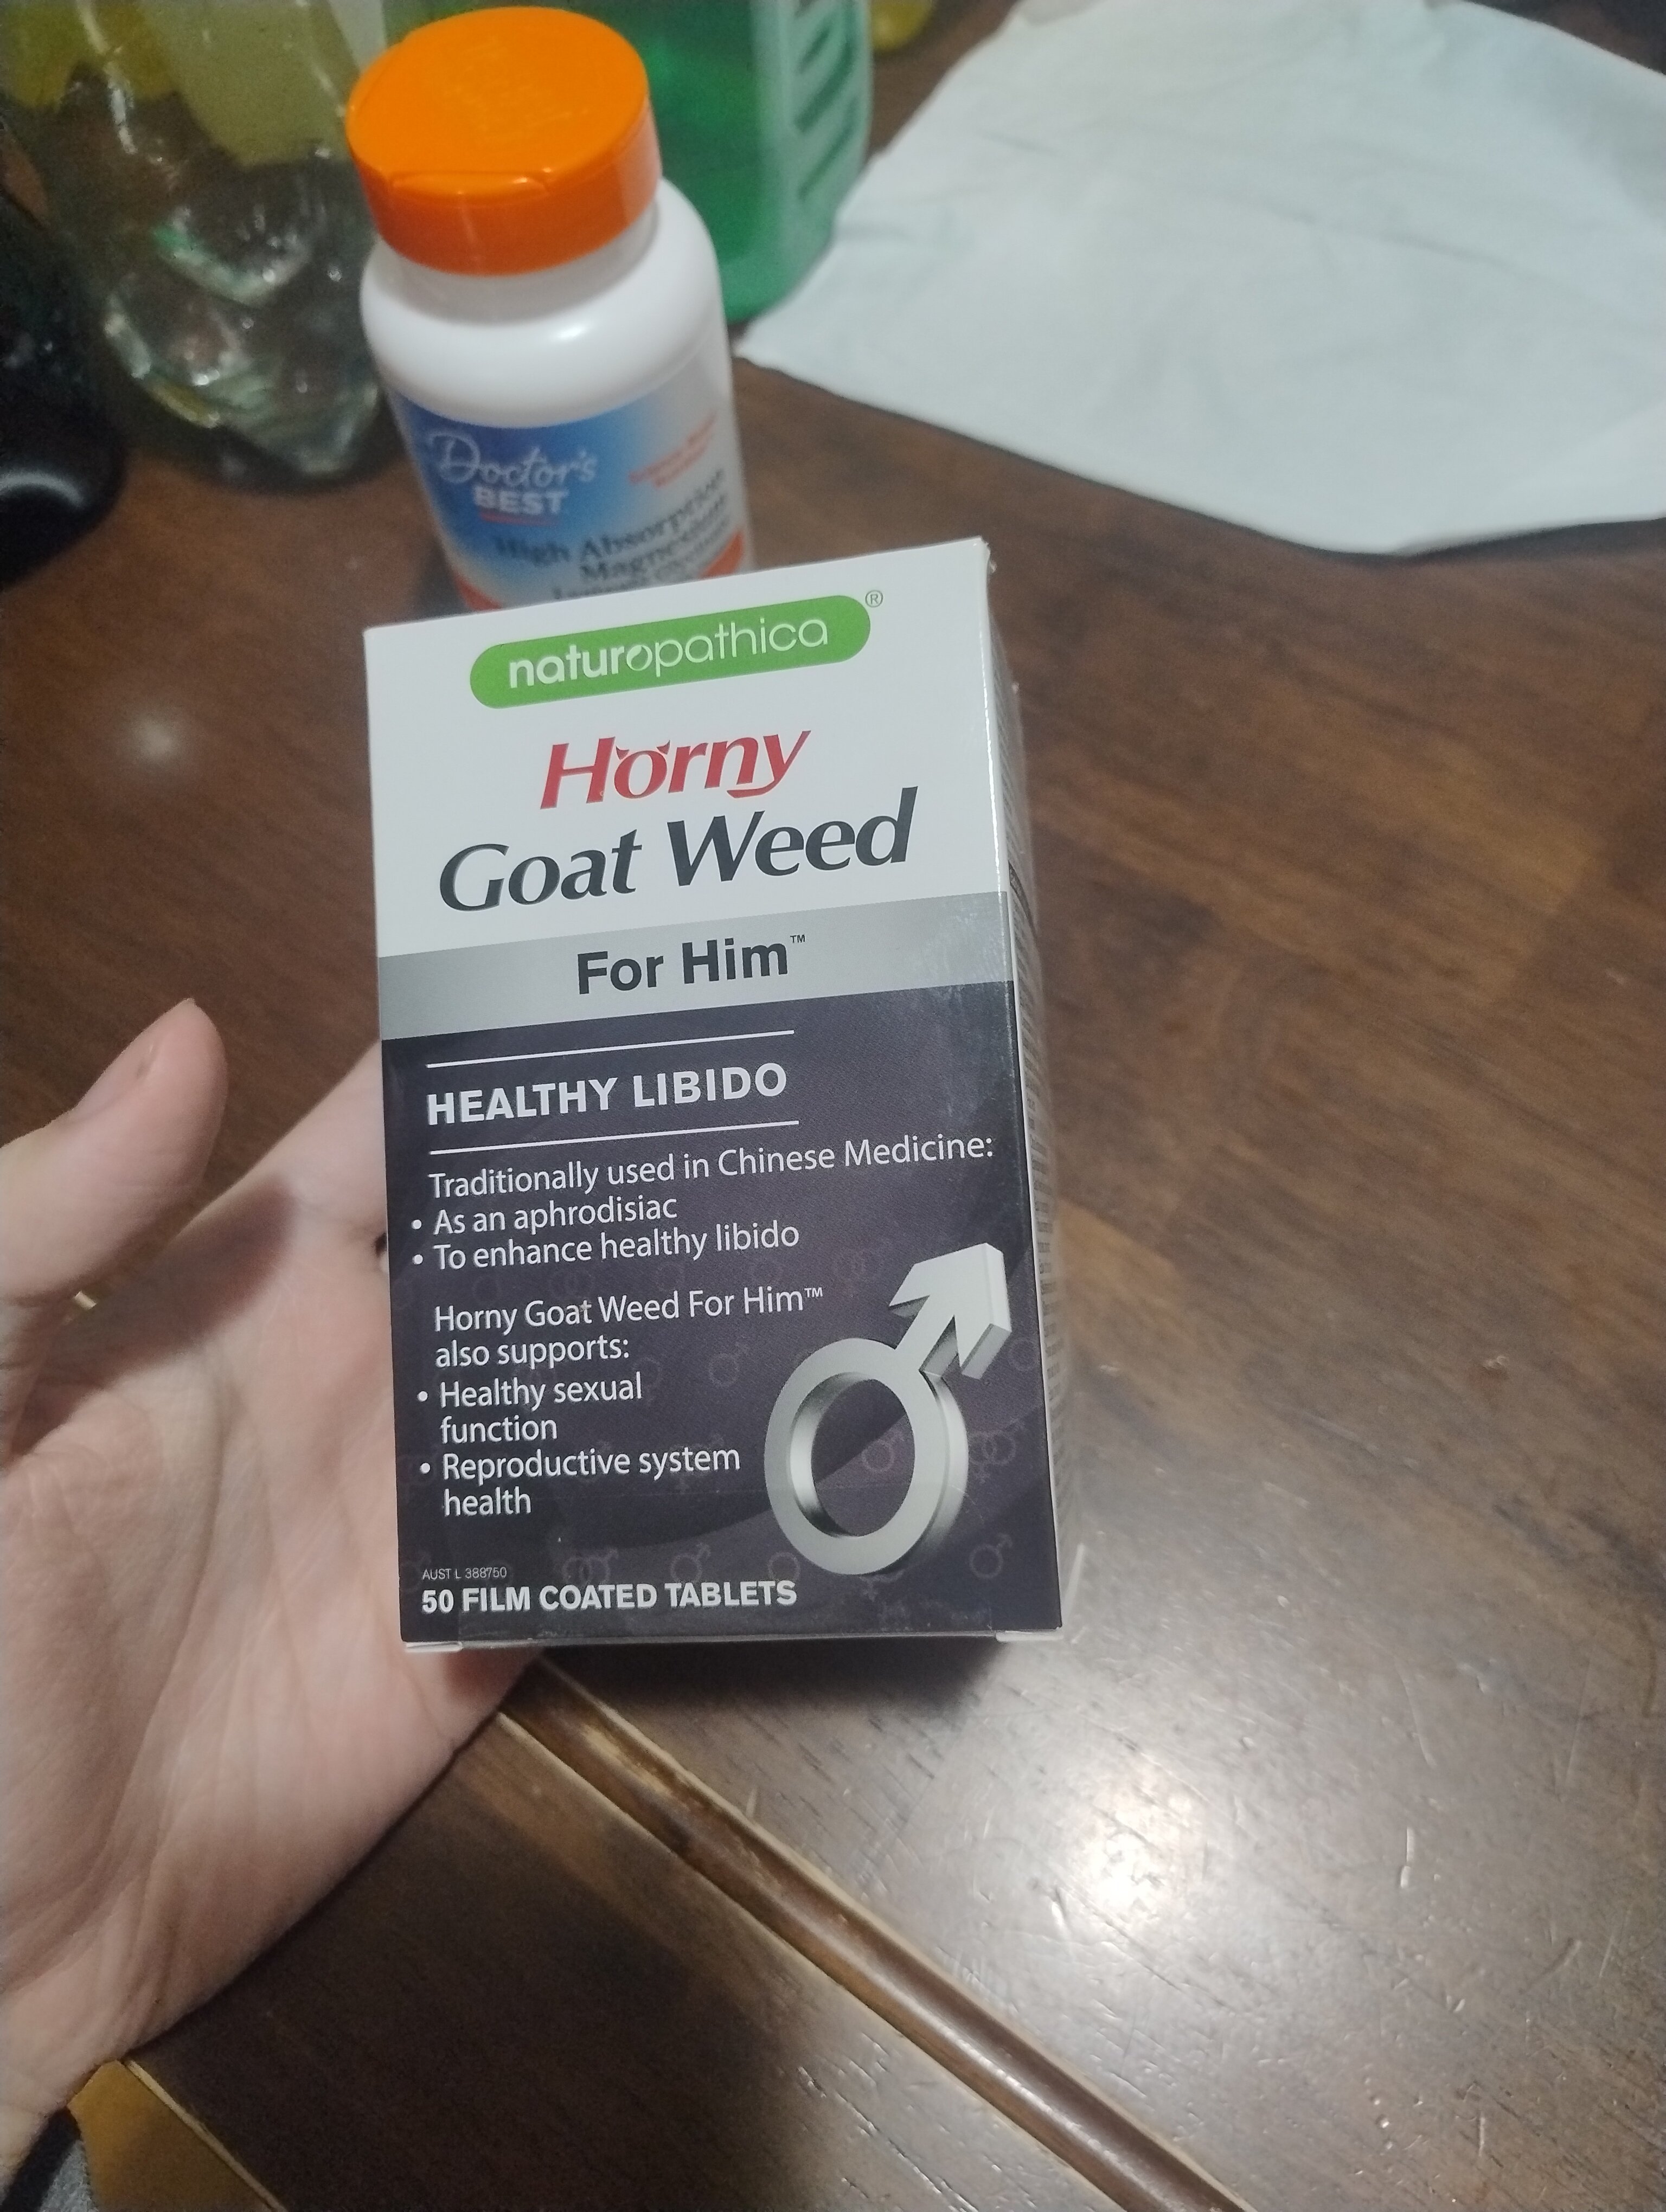 Doctor's
BEST
High Absorption
Magnesium
naturopathica®
Horny
Goat Weed
For Him™
HEALTHY LIBIDO
Traditionally used in Chinese Medicine:
• As an aphrodisiac
• To enhance healthy libido
Horny Goat Weed For Him™
also supports:
• Healthy sexual
function
• Reproductive system
health
AUST L 388750
50 FILM COATED TABLETS